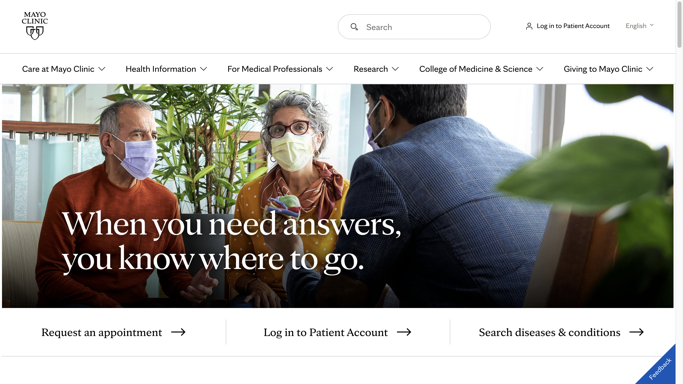 MAYO
CLINIC
Search
Log in to Patient Account
English
Care at Mayo Clinic
Health Information
For Medical Professionals
Research
College of Medicine & Science
Giving to Mayo Clinic
When you need answers,
you know where to go.
Request an appointment
Log in to Patient Account
Search diseases & conditions
Feedback